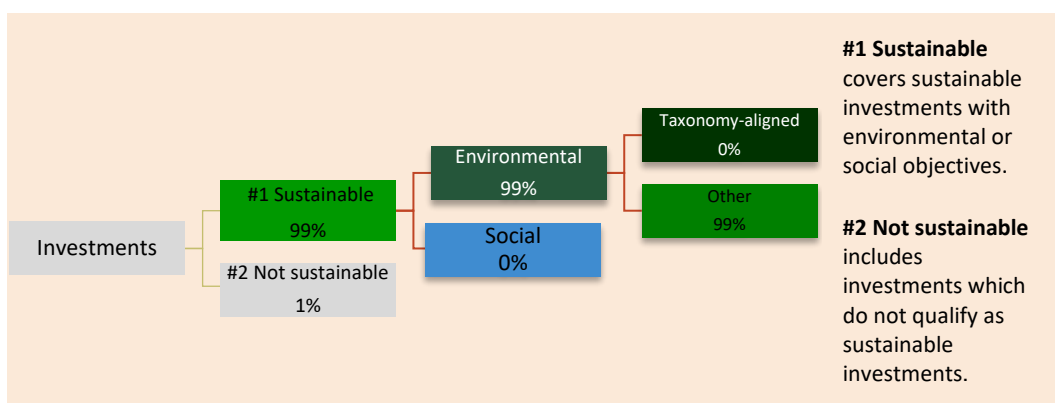 Investments
#1 Sustainable
99%
#2 Not sustainable
1%
Environmental
99%
Social
0%
Taxonomy-aligned
0%
Other
99%
#1 Sustainable
covers sustainable
investments with
environmental or
social objectives.
#2 Not sustainable
includes
investments which
do not qualify as
sustainable
investments.